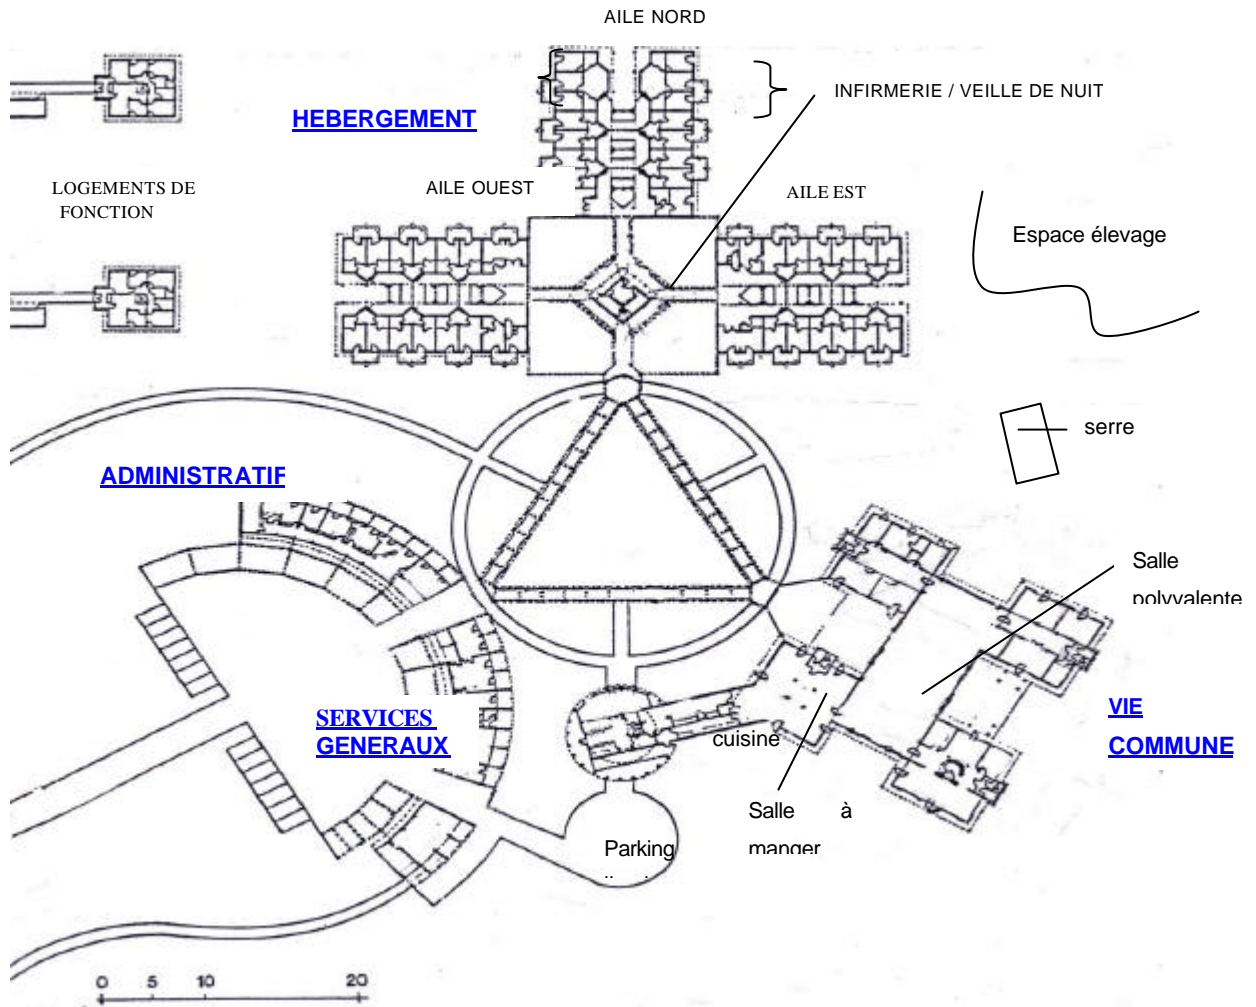 AILE NORD
INFIRMERIE / VEILLE DE NUIT
HEBERGEMENT
LOGEMENTS DE
FONCTION
AILE OUEST
AILE EST
Espace élevage
serre
ADMINISTRATIF
Salle
polyvalente
SERVICES
GENERAUX
cuisine
VIE
COMMUNE
Salle à
manger
Parking
0 5 10 20